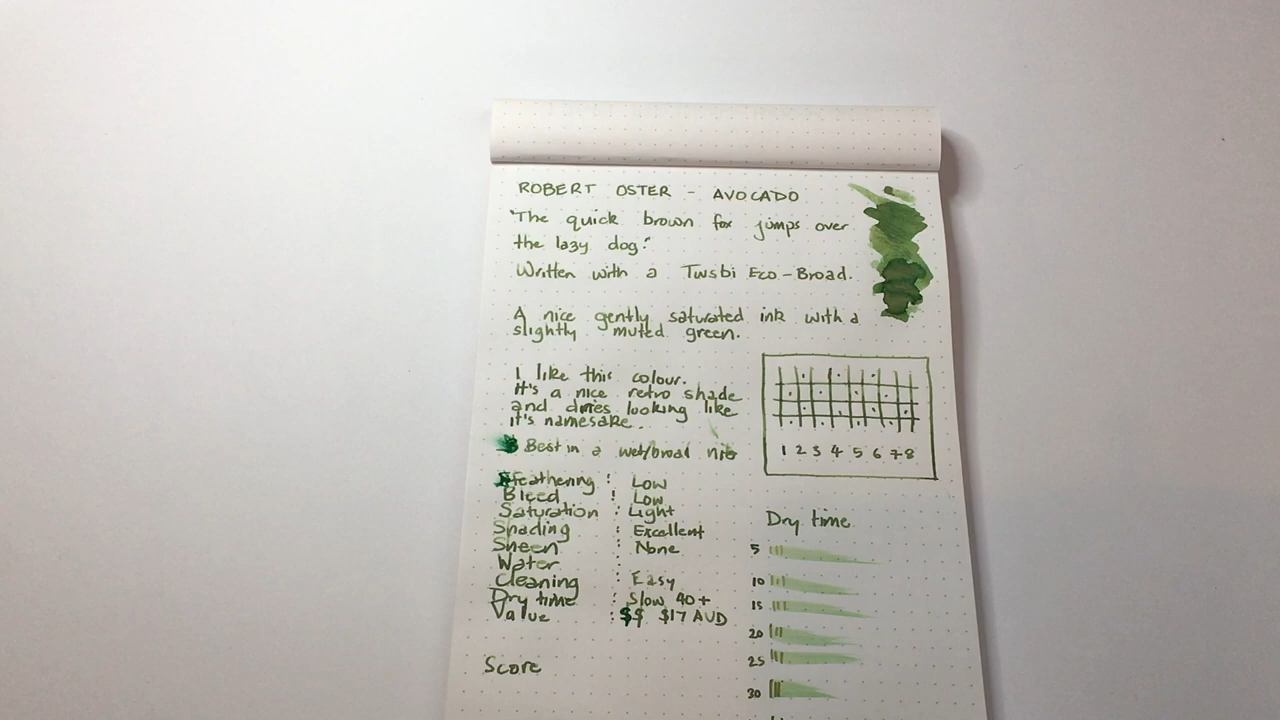 ROBERT OSTER - AVOCADO
"The quick brown fox jumps over
the lazy dog."
Written with a Twsbi Eco-Broad.
A nice gently saturated ink with a
slightly muted green.
I like this colour.
it's a nice retro shade
and dries looking like
it's namesake.
Best in a wet/broad nib
1 2 3 4 5 6 7 8
Feathering : Low
Bleed : Low
Saturation : Light
Shading : Excellent
Sheen : None
Water :
Cleaning : Easy
Dry time : Slow 40+
Value : $$ $17 AUD
Score
Dry time
5
10
15
20
25
30